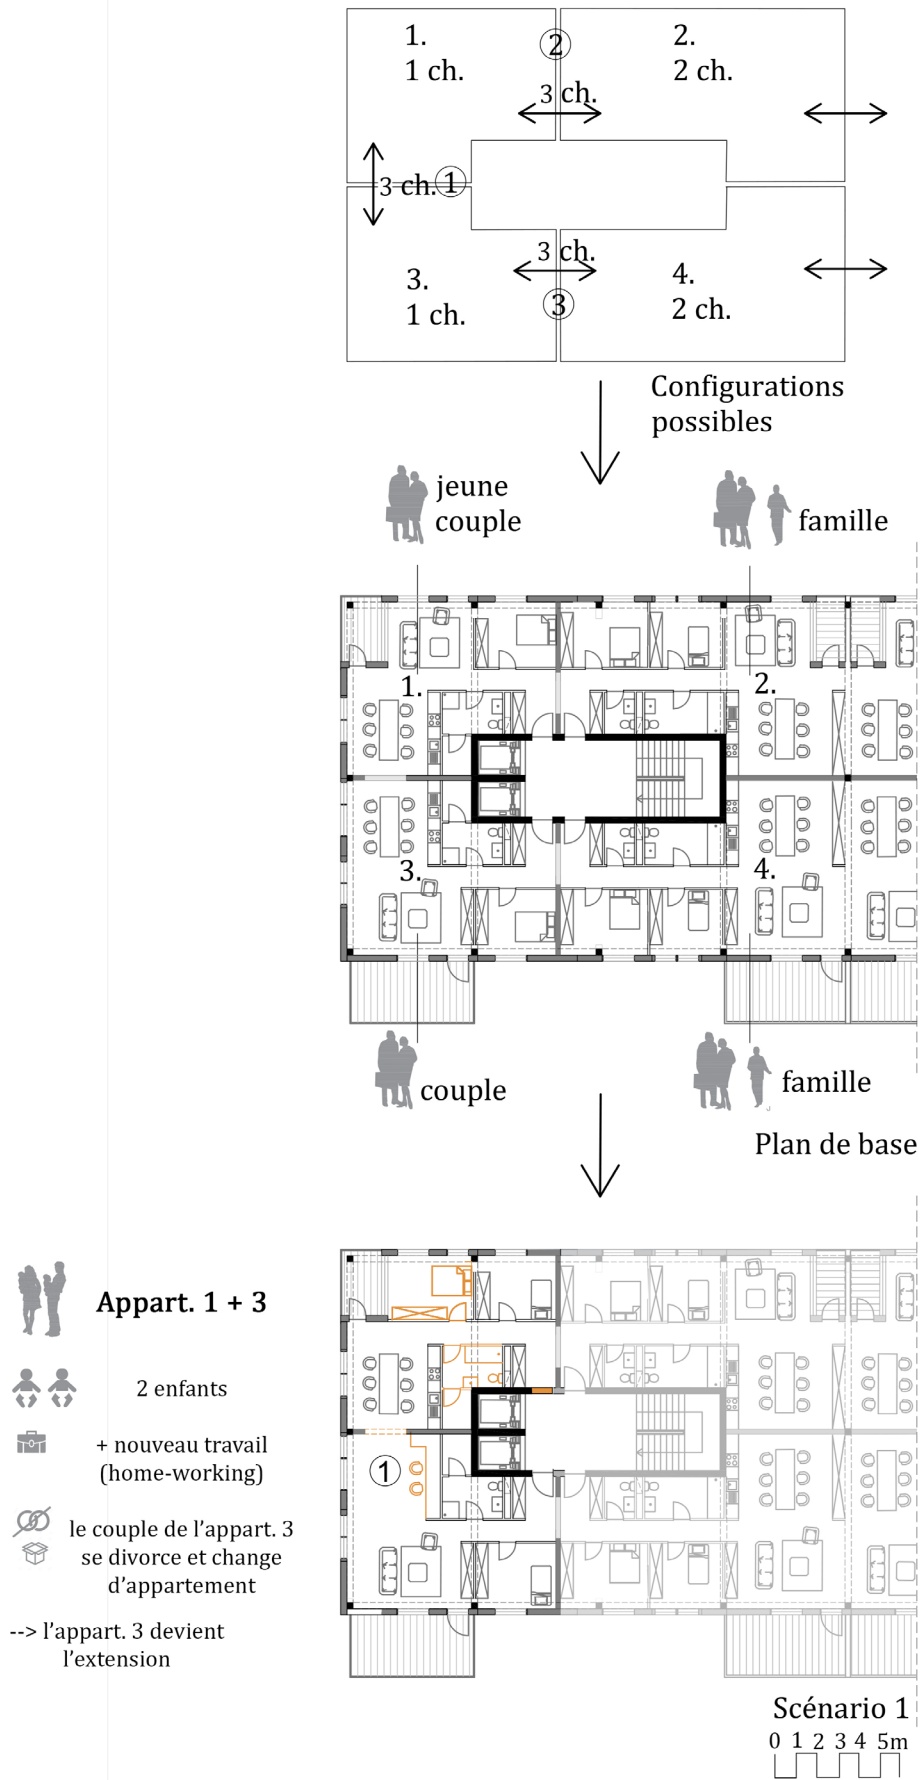 1.
1 ch.
2
2.
2 ch.
3 ch.
3 ch.
1
3 ch.
3.
1 ch.
3
4.
2 ch.
Configurations
possibles
jeune
couple
famille
1.
2.
3.
4.
couple
famille
Plan de base
Appart. 1 + 3
2 enfants
+ nouveau travail
(home-working)
1
le couple de l'appart. 3
se divorce et change
d'appartement
--> l'appart. 3 devient
l'extension
Scénario 1
0 1 2 3 4 5m